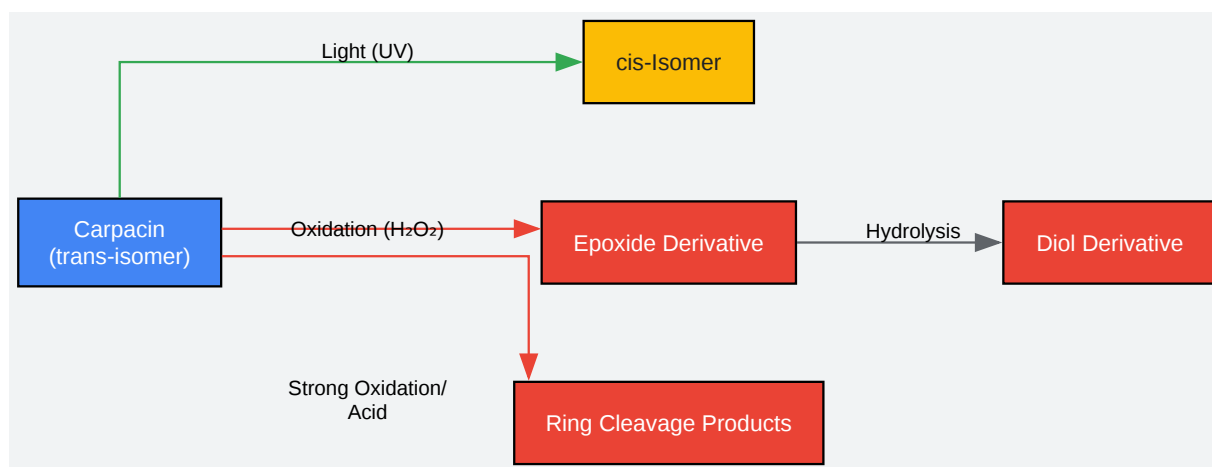 Light (UV)
cis-Isomer
Carpacin
(trans-isomer)
Oxidation (H₂O₂)
Epoxide Derivative
Hydrolysis
Diol Derivative
Strong Oxidation/
Acid
Ring Cleavage Products